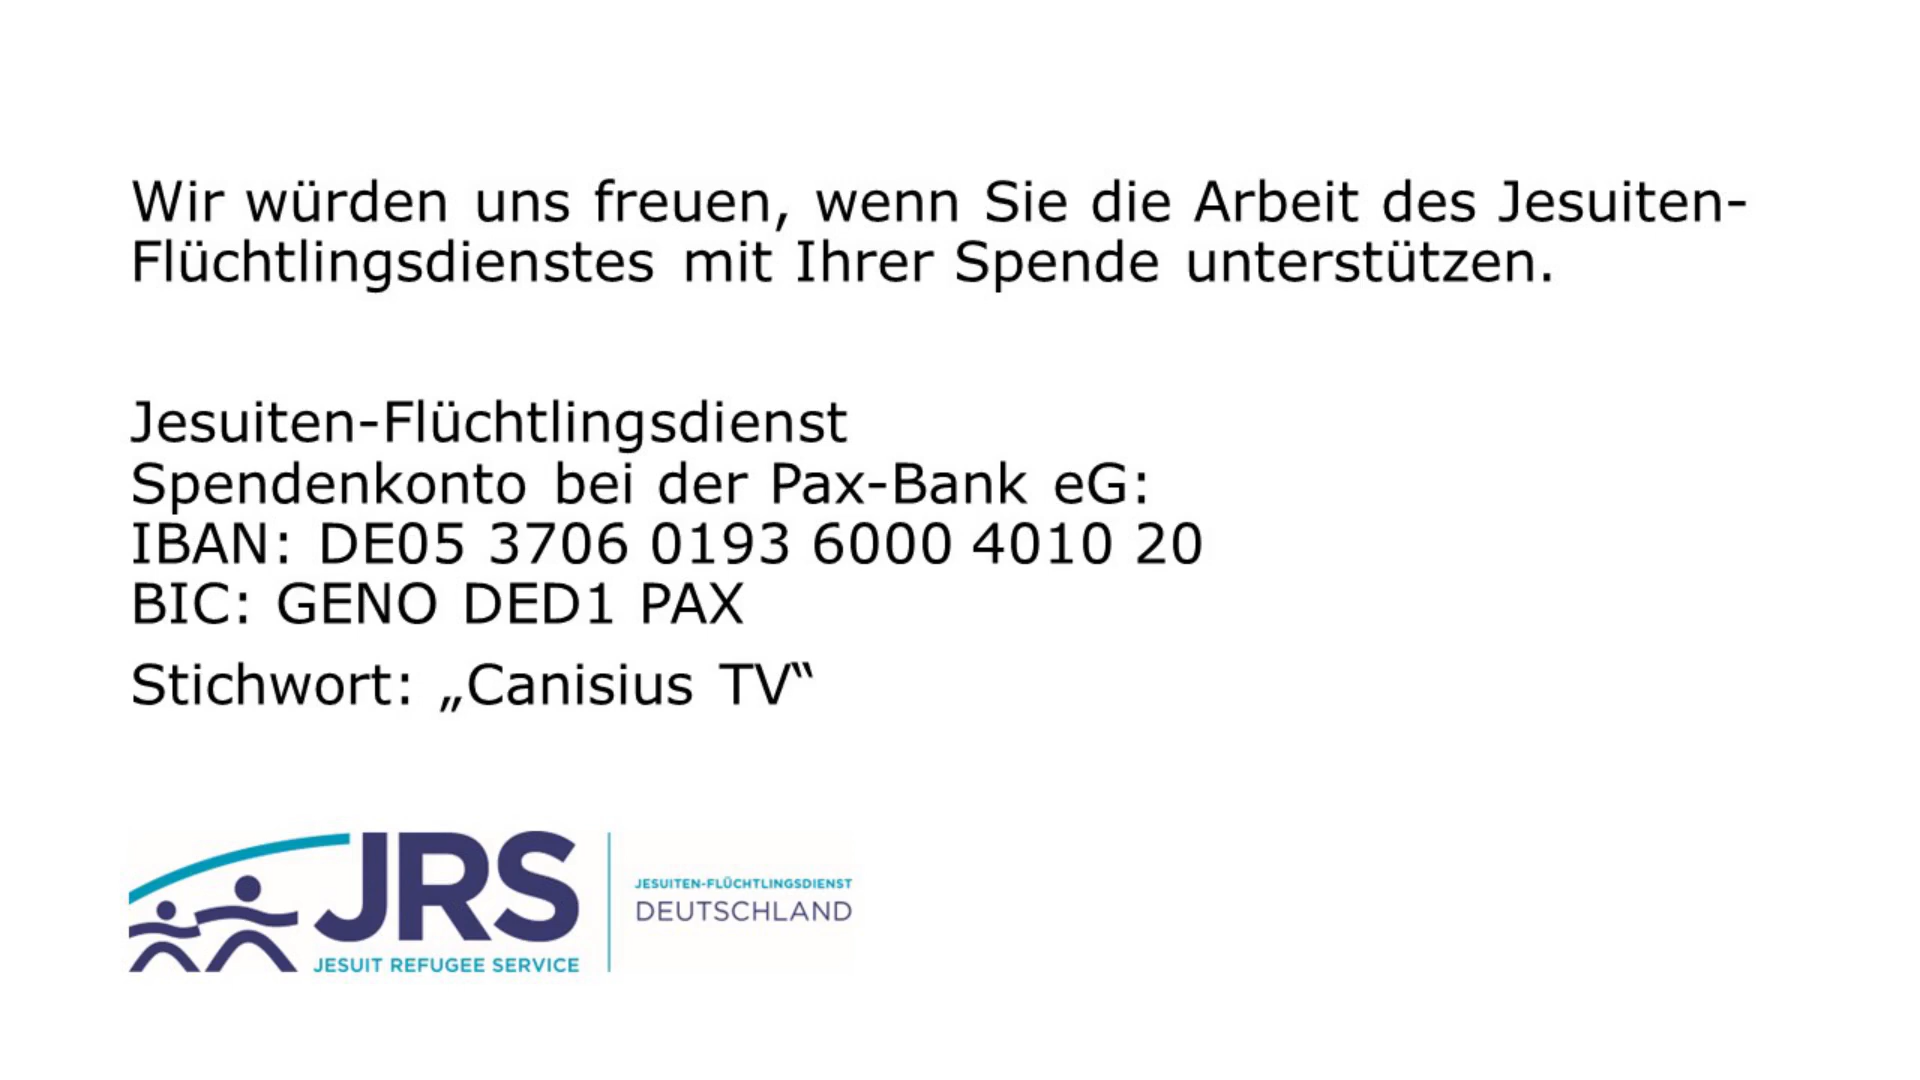 Wir würden uns freuen, wenn Sie die Arbeit des Jesuiten-
Flüchtlingsdienstes mit Ihrer Spende unterstützen.
Jesuiten-Flüchtlingsdienst
Spendenkonto bei der Pax-Bank eG:
IBAN: DE05 3706 0193 6000 4010 20
BIC: GENO DED1 PAX
Stichwort: „Canisius TV“
JRS
JESUIT REFUGEE SERVICE
JESUITEN-FLÜCHTLINGSDIENST
DEUTSCHLAND